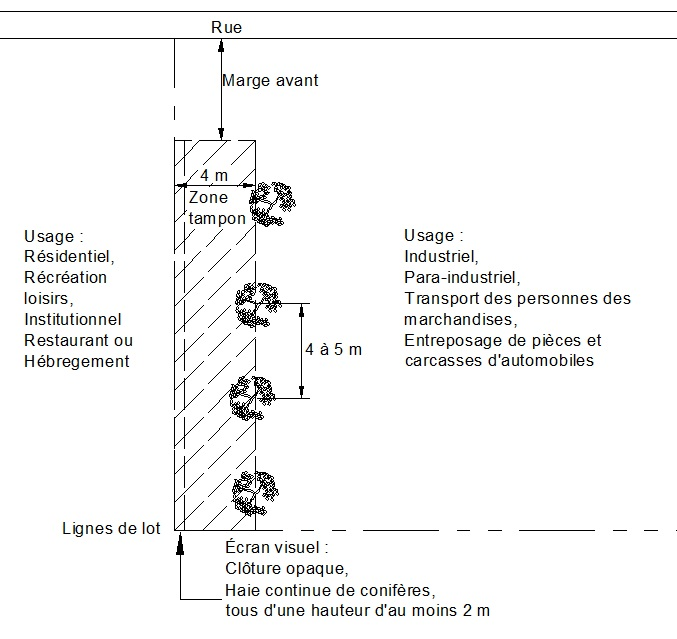 Rue
Marge avant
4 m
Zone
tampon
Usage :
Résidentiel,
Récréation
loisirs,
Institutionnel
Restaurant ou
Hébregement
Usage :
Industriel,
Para-industriel,
Transport des personnes des
marchandises,
Entreposage de pièces et
carcasses d'automobiles
4 à 5 m
Lignes de lot
Écran visuel :
Clôture opaque,
Haie continue de conifères,
tous d'une hauteur d'au moins 2 m